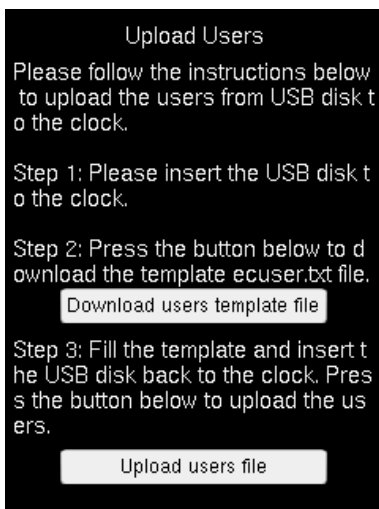 Upload Users
Please follow the instructions below
to upload the users from USB disk t
o the clock.
Step 1: Please insert the USB disk t
o the clock.
Step 2: Press the button below to d
ownload the template ecuser.txt file.
Download users template file
Step 3: Fill the template and insert t
he USB disk back to the clock. Pres
s the button below to upload the us
ers.
Upload users file